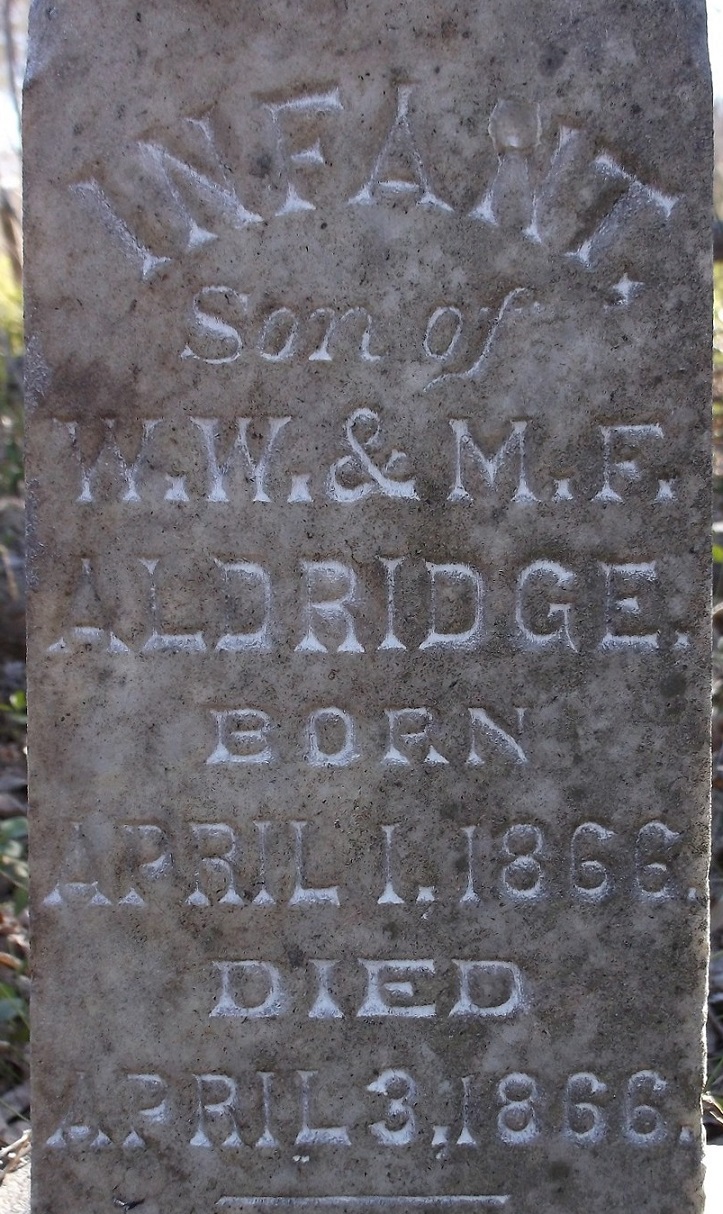 INFANT.
Son of
W.W. & M.F.
ALDRIDGE.
BORN
APRIL 1, 1866.
DIED
APRIL 3, 1866.